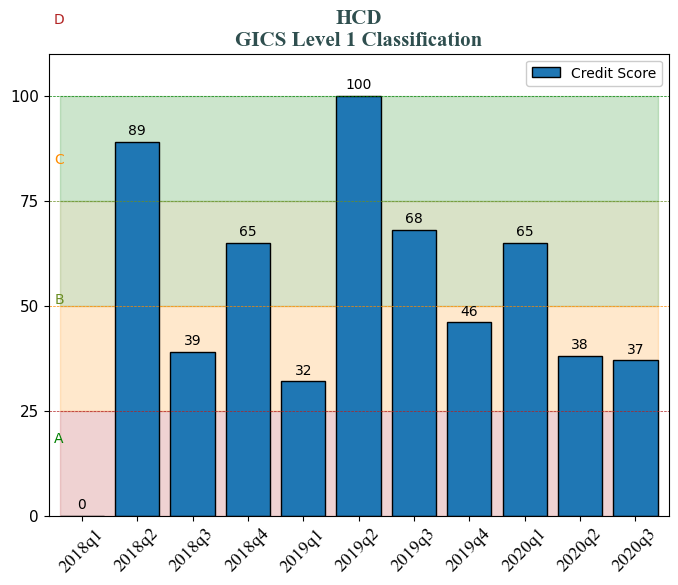 D
HCD
GICS Level 1 Classification
Credit Score
100
75
50
25
0
C
B
A
0
89
39
65
32
100
68
46
65
38
37
2018q1
2018q2
2018q3
2018q4
2019q1
2019q2
2019q3
2019q4
2020q1
2020q2
2020q3